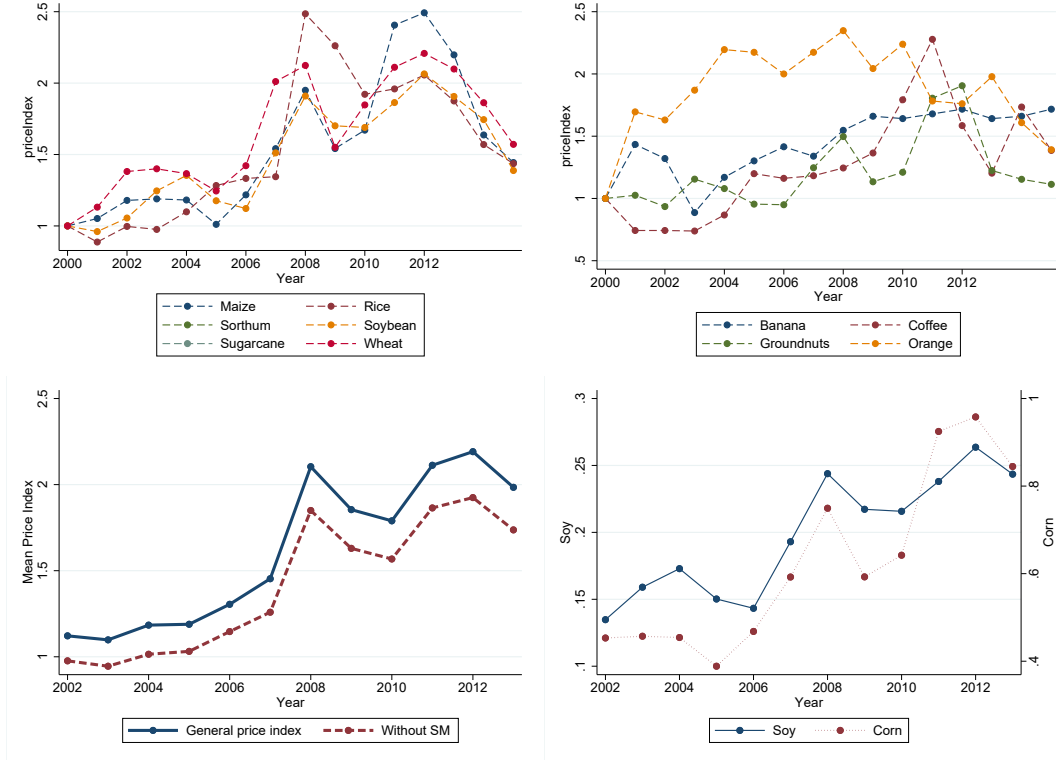 2.5
2
1.5
1
priceIndex
2000 2002 2004 2006 2008 2010 2012
Year
Maize Rice
Sorthum Soybean
Sugarcane Wheat
2.5
2
1.5
1
.5
priceIndex
2000 2002 2004 2006 2008 2010 2012
Year
Banana Coffee
Groundnuts Orange
2.5
2
1.5
1
Mean Price Index
2002 2004 2006 2008 2010 2012
Year
General price index Without SM
.3
.25
.2
.15
.1
Soy
1
.8
.6
.4
Corn
2002 2004 2006 2008 2010 2012
Year
Soy Corn